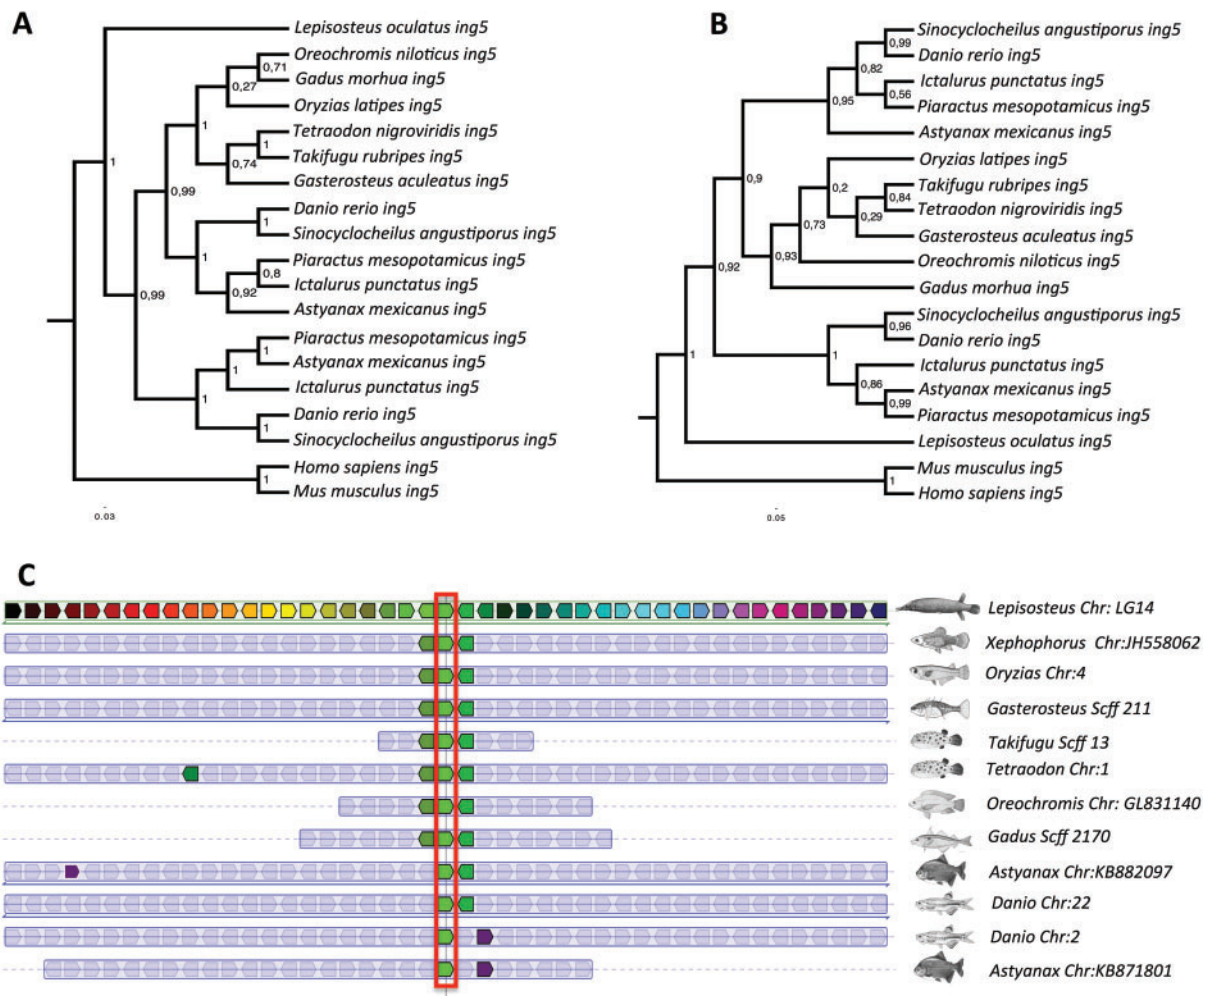 A
Lepisosteus oculatus ing5
Oreochromis niloticus ing5
0,71
Gadus morhua ing5
0,27
Oryzias latipes ing5
1
Tetraodon nigroviridis ing5
1
Takifugu rubripes ing5
0,74
Gasterosteus aculeatus ing5
1
0,99
Danio rerio ing5
1
Sinocyclocheilus angustiporus ing5
1
Piaractus mesopotamicus ing5
0,8
Ictalurus punctatus ing5
0,92
0,99
Astyanax mexicanus ing5
Piaractus mesopotamicus ing5
1
Astyanax mexicanus ing5
1
Ictalurus punctatus ing5
1
Danio rerio ing5
1
Sinocyclocheilus angustiporus ing5
Homo sapiens ing5
1
Mus musculus ing5
0.03
B
Sinocyclocheilus angustiporus ing5
0,99
Danio rerio ing5
0,82
Ictalurus punctatus ing5
0,56
0,95
Piaractus mesopotamicus ing5
Astyanax mexicanus ing5
Oryzias latipes ing5
0,9
0,2
Takifugu rubripes ing5
0,84
Tetraodon nigroviridis ing5
0,29
0,73
Gasterosteus aculeatus ing5
0,93
Oreochromis niloticus ing5
0,92
Gadus morhua ing5
Sinocyclocheilus angustiporus ing5
0,96
Danio rerio ing5
1
1
Ictalurus punctatus ing5
0,86
Astyanax mexicanus ing5
0,99
Piaractus mesopotamicus ing5
Lepisosteus oculatus ing5
Mus musculus ing5
1
Homo sapiens ing5
0.05
C
Lepisosteus Chr: LG14
Xephophorus Chr:JH558062
Oryzias Chr:4
Gasterosteus Scff 211
Takifugu Scff 13
Tetraodon Chr:1
Oreochromis Chr: GL831140
Gadus Scff 2170
Astyanax Chr:KB882097
Danio Chr:22
Danio Chr:2
Astyanax Chr:KB871801